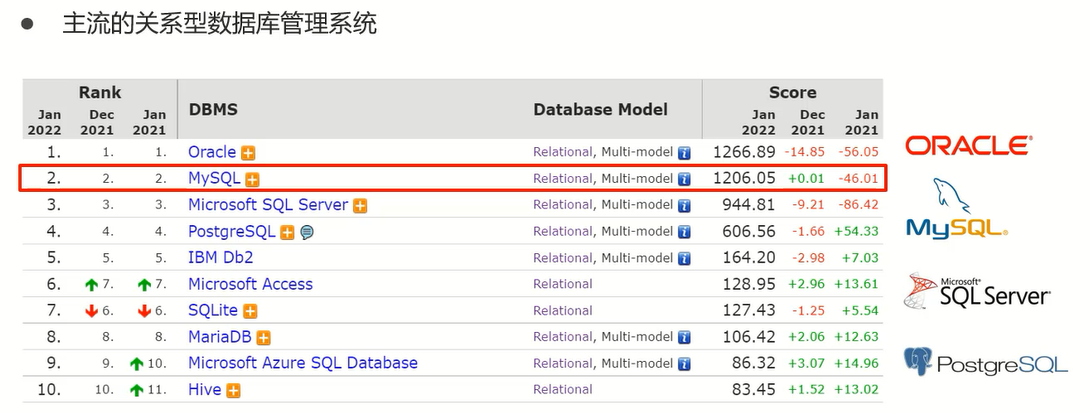 ● 主流的关系型数据库管理系统
Rank Score
Jan 2022 Dec 2021 Jan 2021 DBMS Database Model Jan 2022 Dec 2021 Jan 2021
1. 1. 1. Oracle Relational, Multi-model 1266.89 -14.85 -56.05
2. 2. 2. MySQL Relational, Multi-model 1206.05 +0.01 -46.01
3. 3. 3. Microsoft SQL Server Relational, Multi-model 944.81 -9.21 -86.42
4. 4. 4. PostgreSQL Relational, Multi-model 606.56 -1.66 +54.33
5. 5. 5. IBM Db2 Relational, Multi-model 164.20 -2.98 +7.03
6. 7. 7. Microsoft Access Relational 128.95 +2.96 +13.61
7. 6. 6. SQLite Relational 127.43 -1.25 +5.54
8. 8. 8. MariaDB Relational, Multi-model 106.42 +2.06 +12.63
9. 9. 10. Microsoft Azure SQL Database Relational, Multi-model 86.32 +3.07 +14.96
10. 10. 11. Hive Relational 83.45 +1.52 +13.02
ORACLE®
MySQL®
Microsoft®
SQL Server®
PostgreSQL